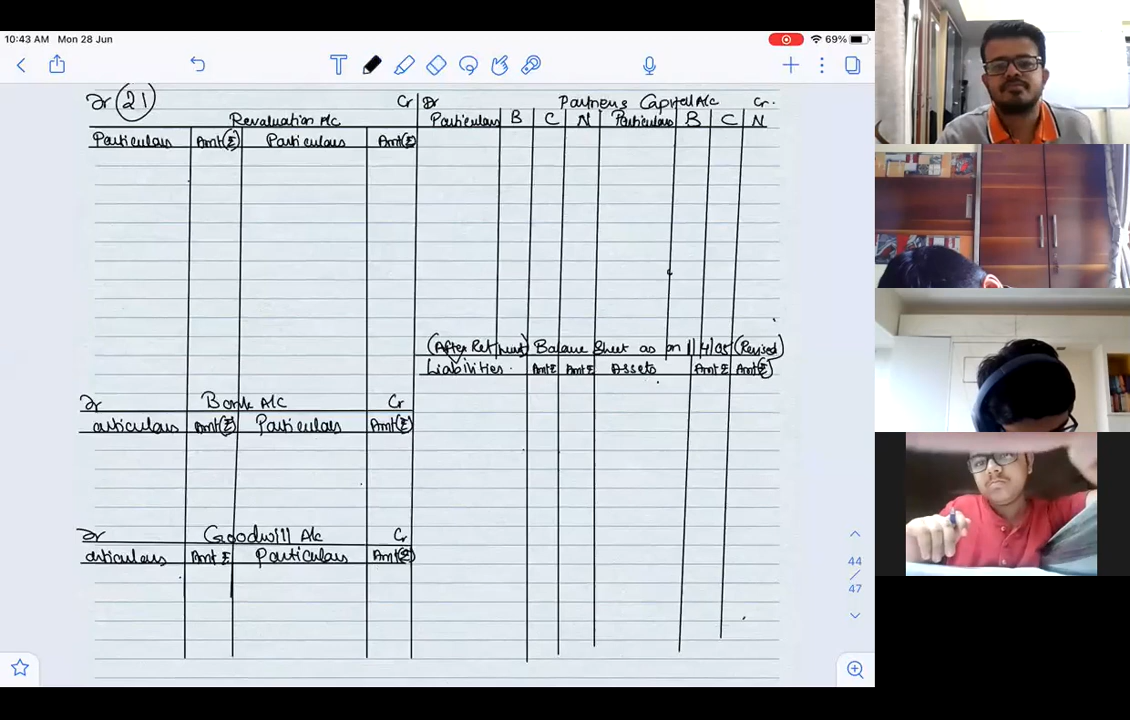 10:43 AM Mon 28 Jun
69%
Dr (21) Cr
Revaluation A/c
Particulars Amt(₹) Particulars Amt(₹)
Dr Partners Capital A/c Cr.
Particulars B C N Particulars B C N
(After Retirement) Balance Sheet as on 1/4/05 (Revised)
Liabilities. Amt ₹ Amt ₹ Assets Amt ₹ Amt ₹
Dr Bank A/c Cr
articulars Amt(₹) Particulars Amt(₹)
Dr Goodwill A/c Cr
articulars Amt ₹ Particulars Amt(₹)
44
/
47